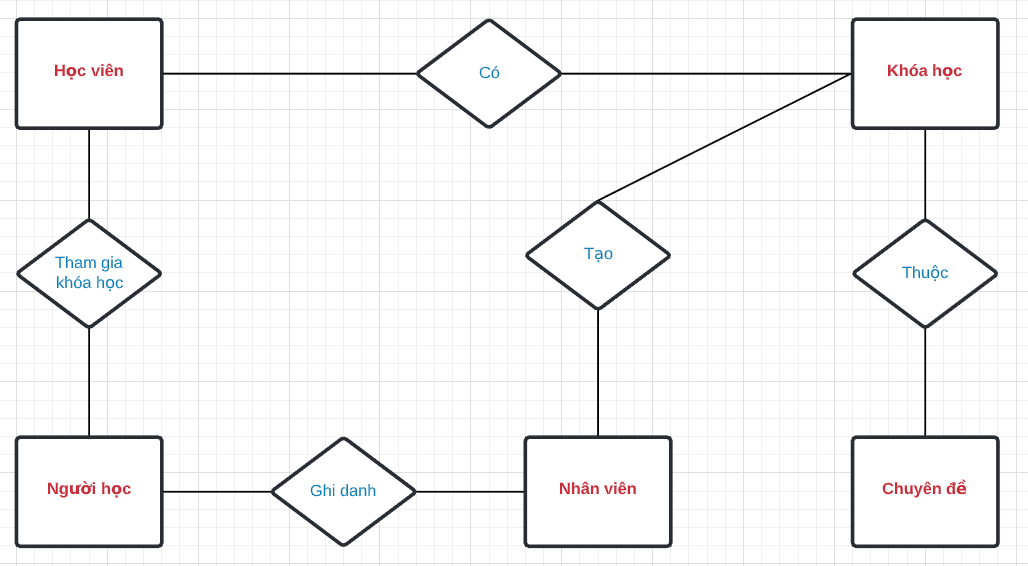 Học viên
Có
Khóa học
Tham gia
khóa học
Tạo
Thuộc
Người học
Ghi danh
Nhân viên
Chuyên đề